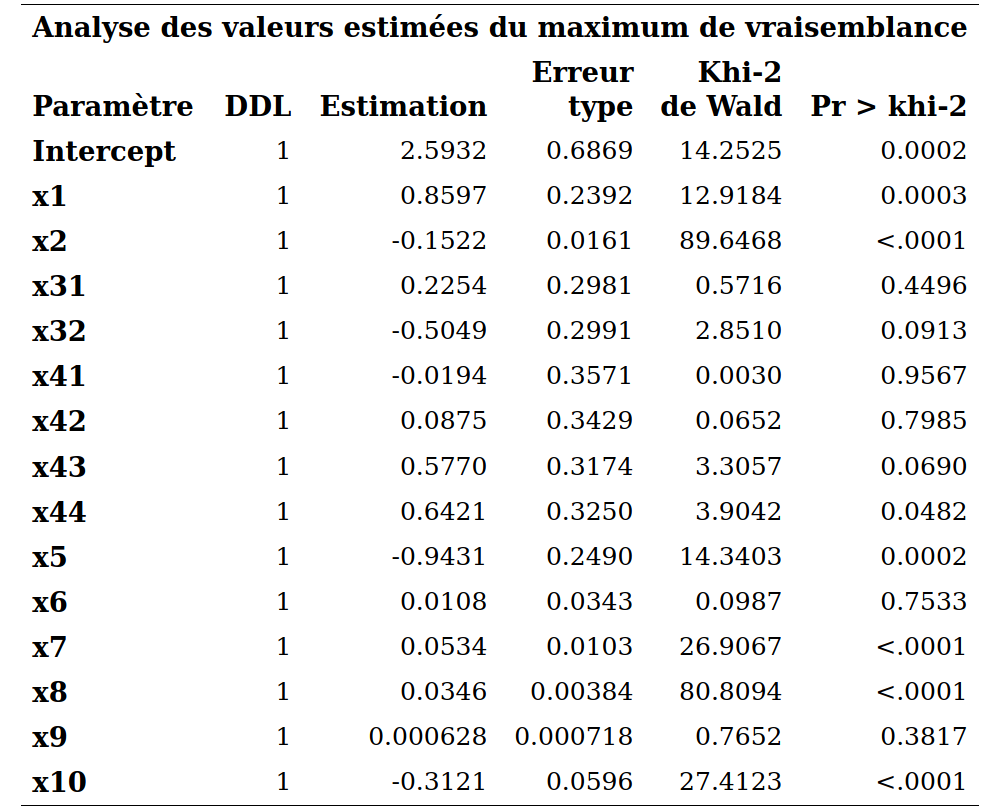 Analyse des valeurs estimées du maximum de vraisemblance
Paramètre DDL Estimation Erreur type Khi-2 de Wald Pr > khi-2
Intercept 1 2.5932 0.6869 14.2525 0.0002
x1 1 0.8597 0.2392 12.9184 0.0003
x2 1 -0.1522 0.0161 89.6468 <.0001
x31 1 0.2254 0.2981 0.5716 0.4496
x32 1 -0.5049 0.2991 2.8510 0.0913
x41 1 -0.0194 0.3571 0.0030 0.9567
x42 1 0.0875 0.3429 0.0652 0.7985
x43 1 0.5770 0.3174 3.3057 0.0690
x44 1 0.6421 0.3250 3.9042 0.0482
x5 1 -0.9431 0.2490 14.3403 0.0002
x6 1 0.0108 0.0343 0.0987 0.7533
x7 1 0.0534 0.0103 26.9067 <.0001
x8 1 0.0346 0.00384 80.8094 <.0001
x9 1 0.000628 0.000718 0.7652 0.3817
x10 1 -0.3121 0.0596 27.4123 <.0001